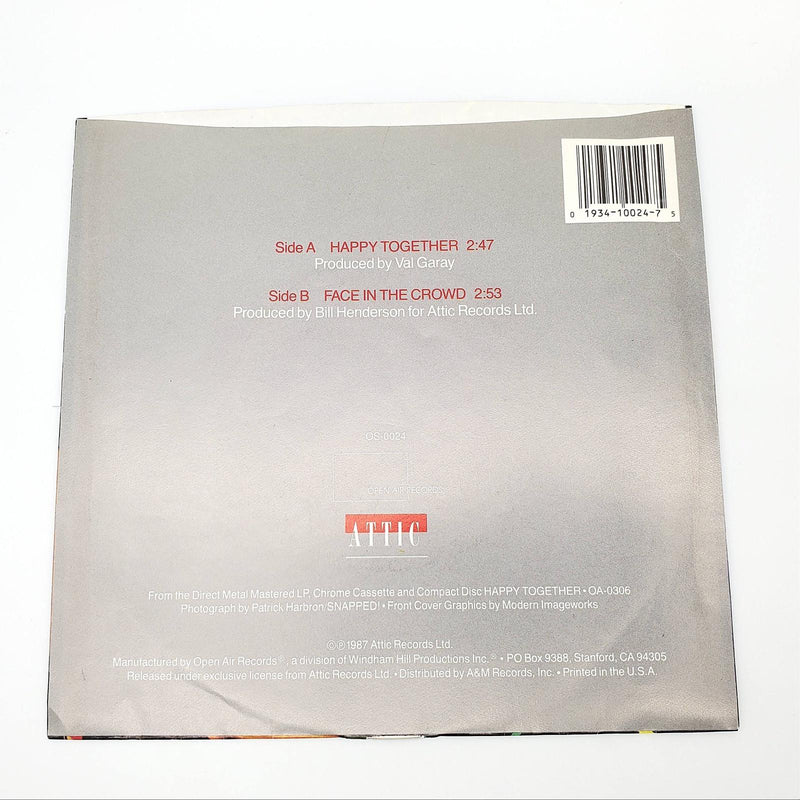 0 1934-10024-7 5
Side A HAPPY TOGETHER 2:47
Produced by Val Garay
Side B FACE IN THE CROWD 2:53
Produced by Bill Henderson for Attic Records Ltd.
OS-0024
OPEN AIR RECORDS
ATTIC
From the Direct Metal Mastered LP, Chrome Cassette and Compact Disc HAPPY TOGETHER • OA-0306
Photograph by Patrick Harbron/SNAPPED! • Front Cover Graphics by Modern Imageworks
©℗1987 Attic Records Ltd.
Manufactured by Open Air Records®, a division of Windham Hill Productions Inc.® • PO Box 9388, Stanford, CA 94305
Released under exclusive license from Attic Records Ltd. • Distributed by A&M Records, Inc. • Printed in the U.S.A.